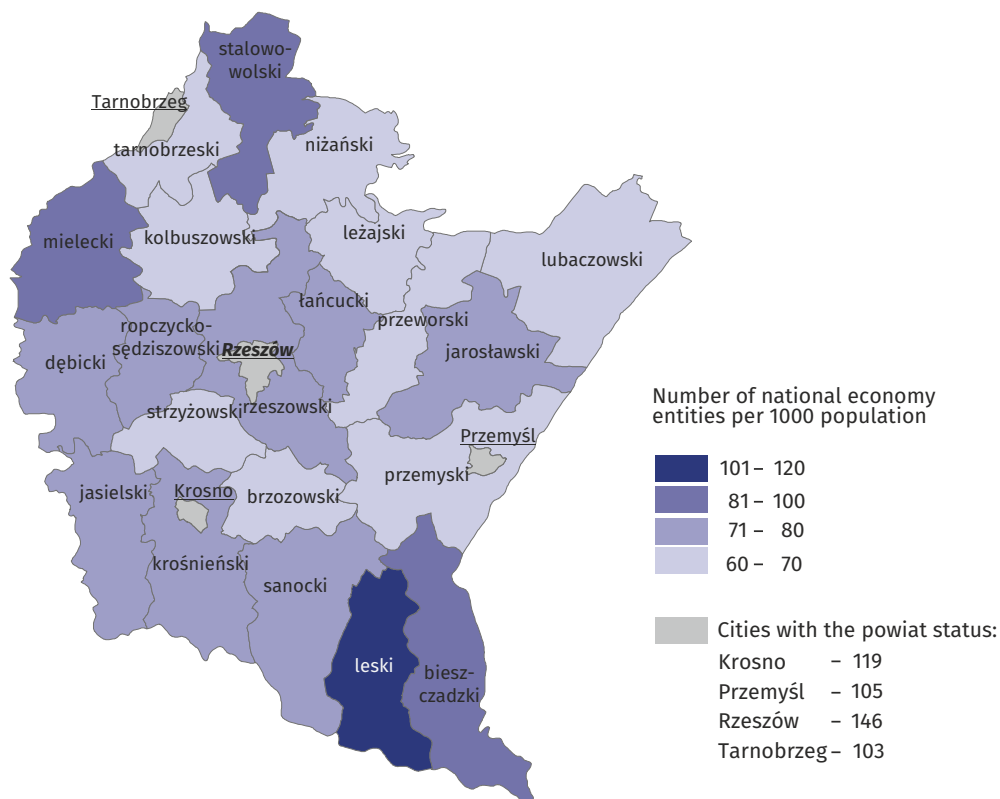 stalowo-
wolski
Tarnobrzeg
tarnobrzeski
niżański
mielecki
kolbuszowski
leżajski
lubaczowski
łańcucki
przeworski
ropczycko-
sędziszowski
Rzeszów
jarosławski
dębicki
strzyżowski
rzeszowski
Przemyśl
przemyski
jasielski
Krosno
brzozowski
krośnieński
sanocki
leski
biesz-
czadzki
Number of national economy
entities per 1000 population
101 – 120
81 – 100
71 – 80
60 – 70
Cities with the powiat status:
Krosno – 119
Przemyśl – 105
Rzeszów – 146
Tarnobrzeg – 103